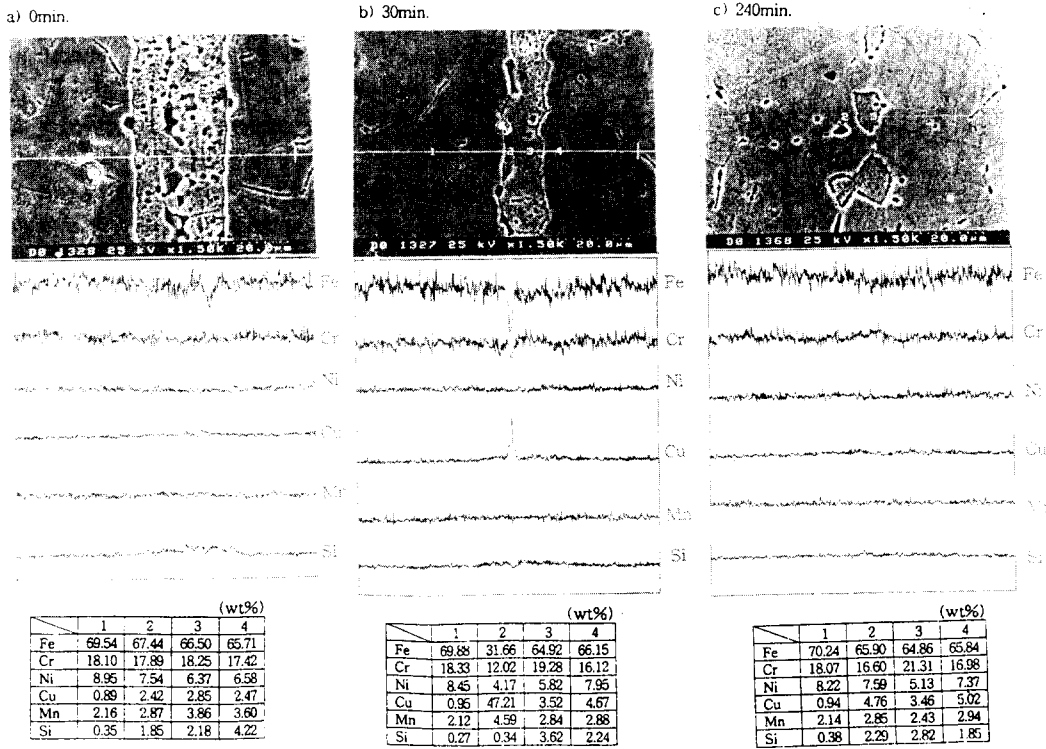 a) 0min.
b) 30min.
c) 240min.
D0 1328 25 kV x1.50K 20.0µm
D0 1327 25 kV x1.50K 20.0µm
D0 1368 25 kV x1.50K 20.0µm
Fe
Cr
Ni
Cu
Mn
Si
Fe
Cr
Ni
Cu
Mn
Si
Fe
Cr
Ni
Cu
Mn
Si
1 2 3 4
(wt%)
1 2 3 4
Fe 69.54 67.44 66.50 65.71
Cr 18.10 17.89 18.25 17.42
Ni 8.95 7.54 6.37 6.58
Cu 0.89 2.42 2.85 2.47
Mn 2.16 2.87 3.86 3.60
Si 0.35 1.85 2.18 4.22
(wt%)
1 2 3 4
Fe 69.88 31.66 64.92 66.15
Cr 18.33 12.02 19.28 16.12
Ni 8.45 4.17 5.82 7.95
Cu 0.95 47.21 3.52 4.67
Mn 2.12 4.59 2.84 2.88
Si 0.27 0.34 3.62 2.24
(wt%)
1 2 3 4
Fe 70.24 65.90 64.86 65.84
Cr 18.07 16.60 21.31 16.98
Ni 8.22 7.59 5.13 7.37
Cu 0.94 4.76 3.46 5.02
Mn 2.14 2.85 2.43 2.94
Si 0.38 2.29 2.82 1.85